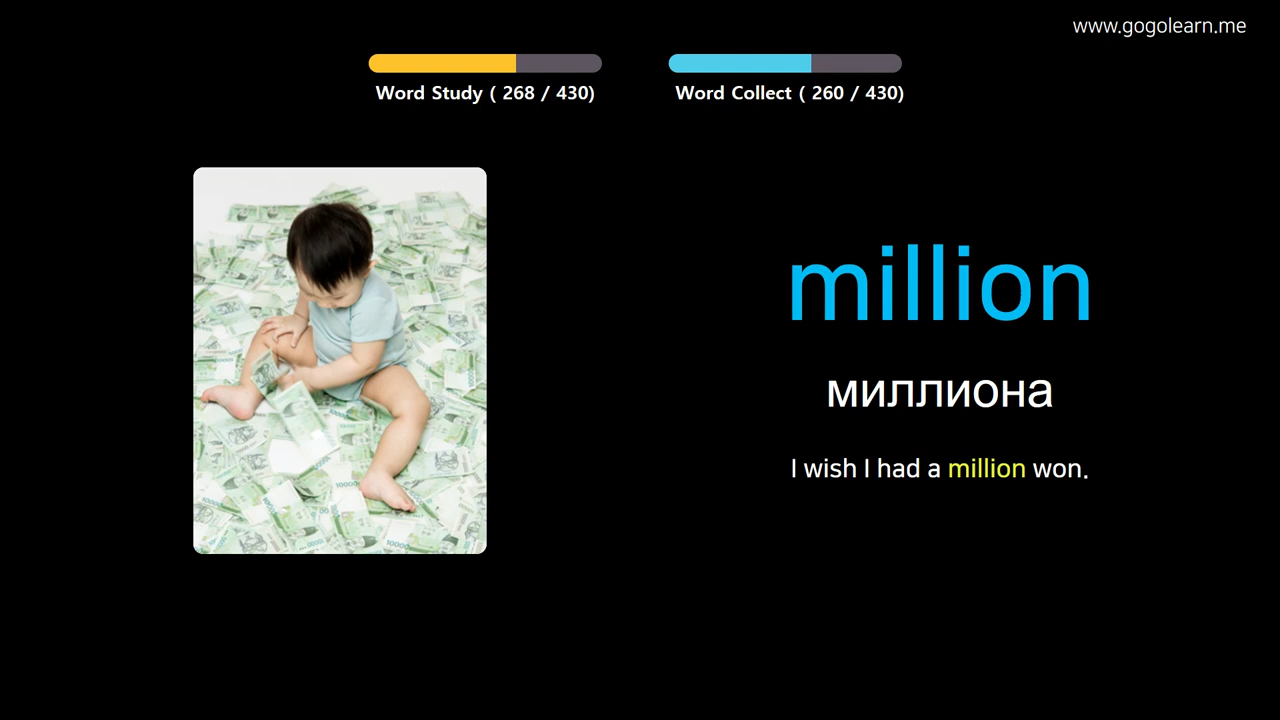 www.gogolearn.me
Word Study ( 268 / 430)
Word Collect ( 260 / 430)
million
миллиона
I wish I had a million won.